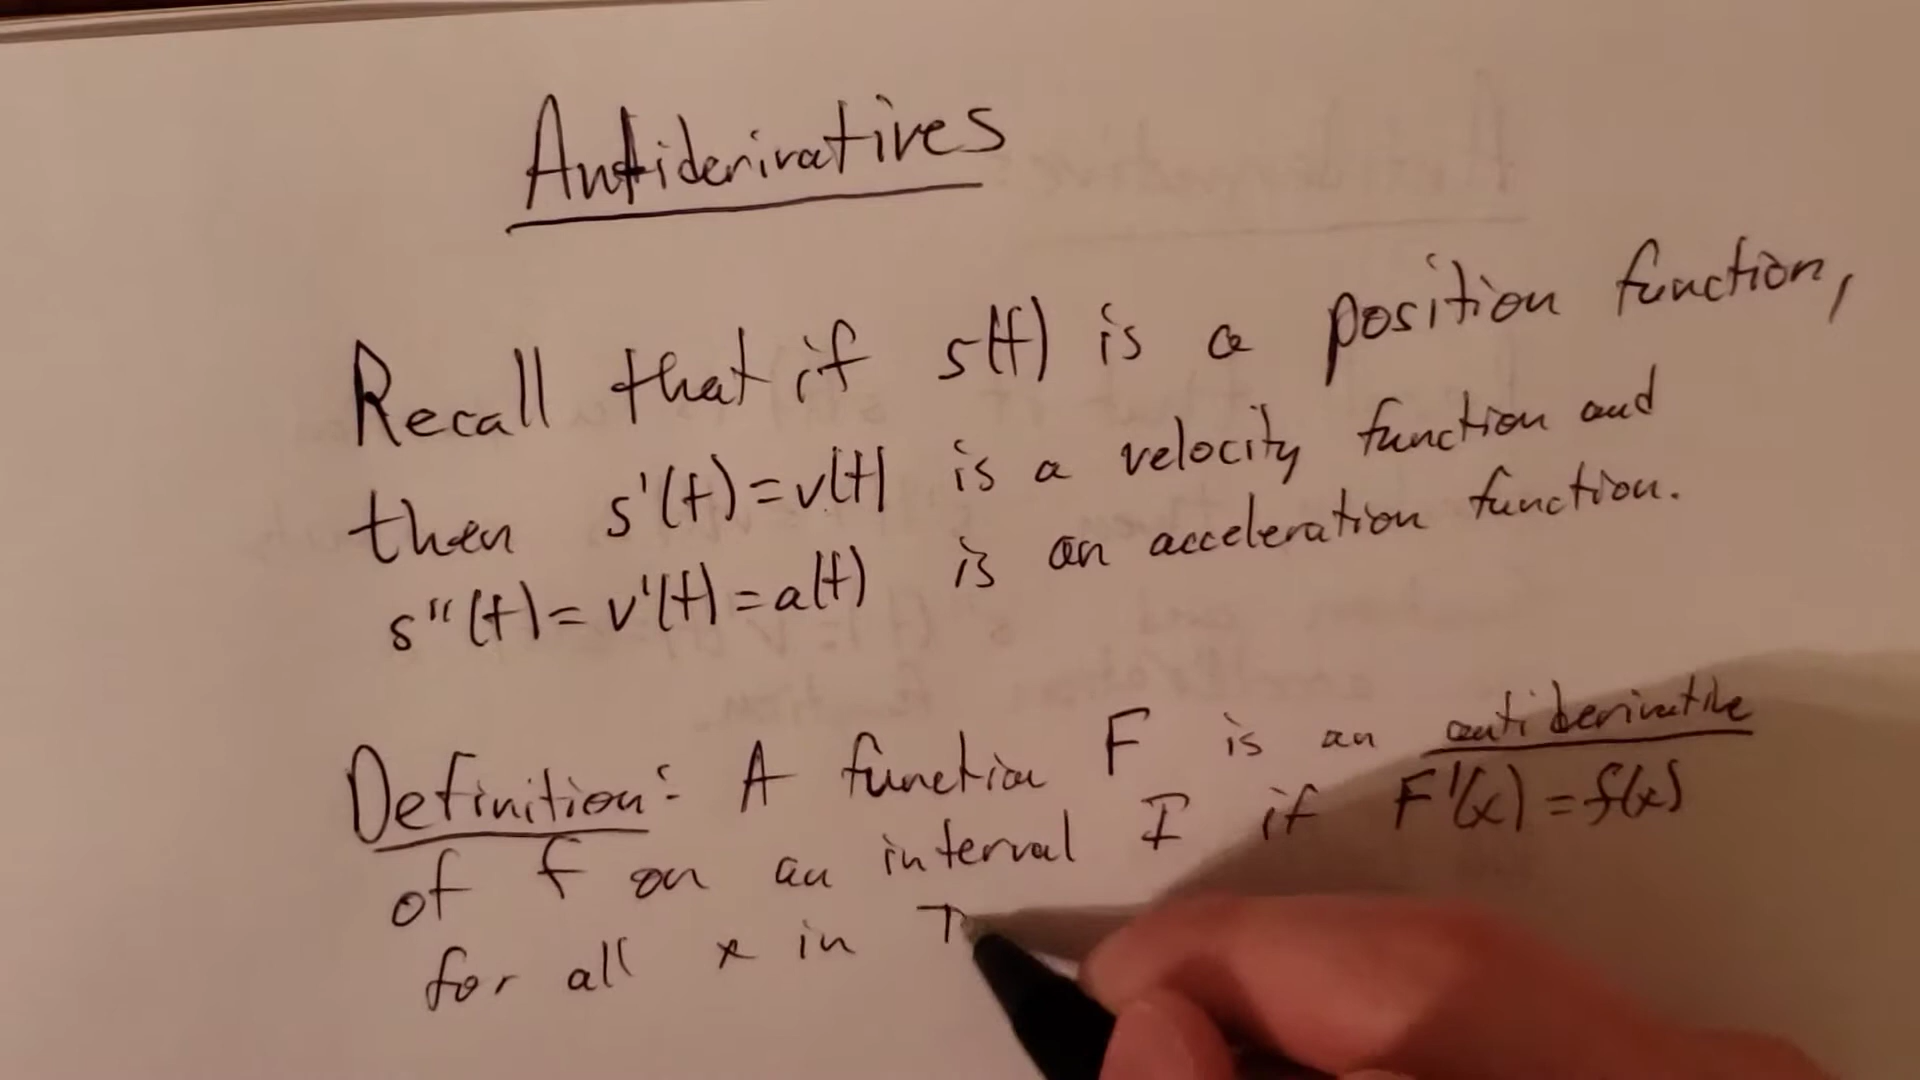 Antiderivatives
Recall that if s(t) is a position function,
then s'(t) = v(t) is a velocity function and
s''(t) = v'(t) = a(t) is an acceleration function.
Definition: A function F is an antiderivative
of f on an interval I if F'(x) = f(x)
for all x in I